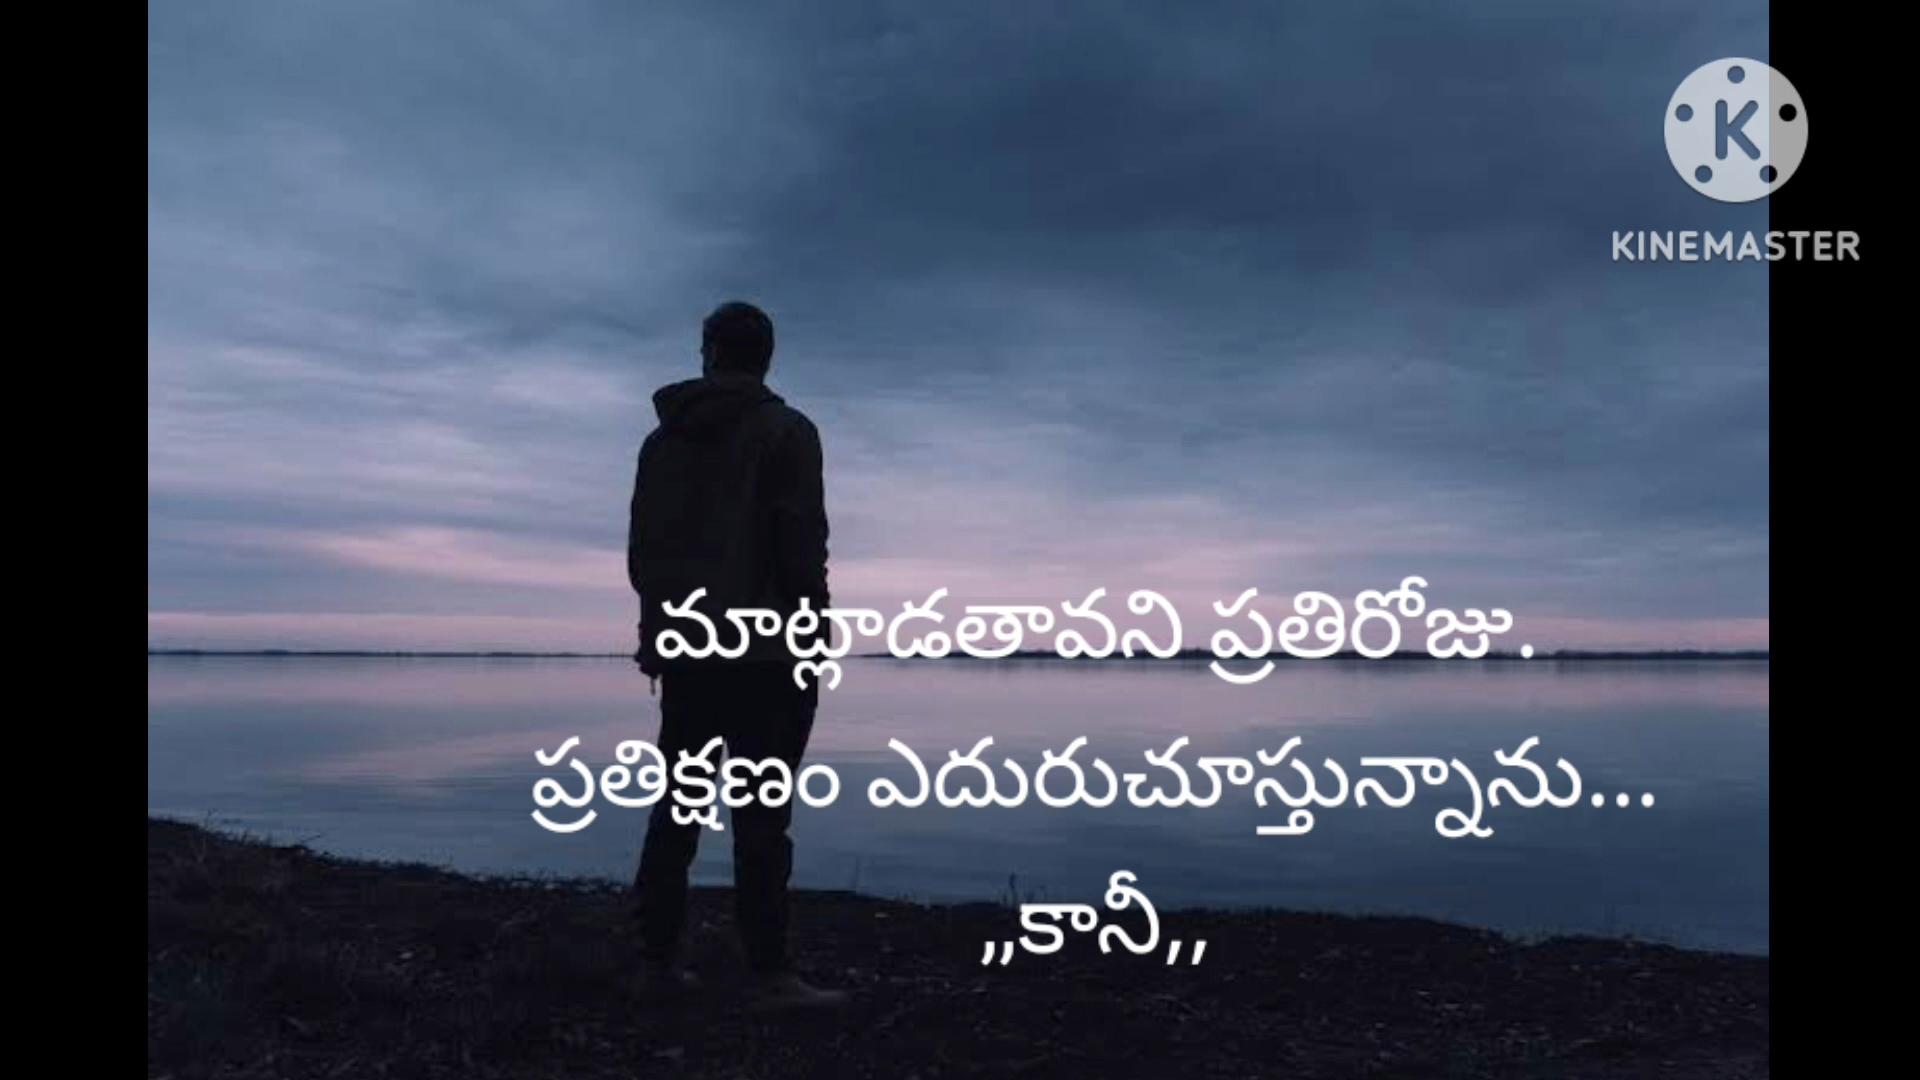 KINEMASTER
మాట్లాడతావని ప్రతిరోజు.
ప్రతిక్షణం ఎదురుచూస్తున్నాను...
,,కానీ,,